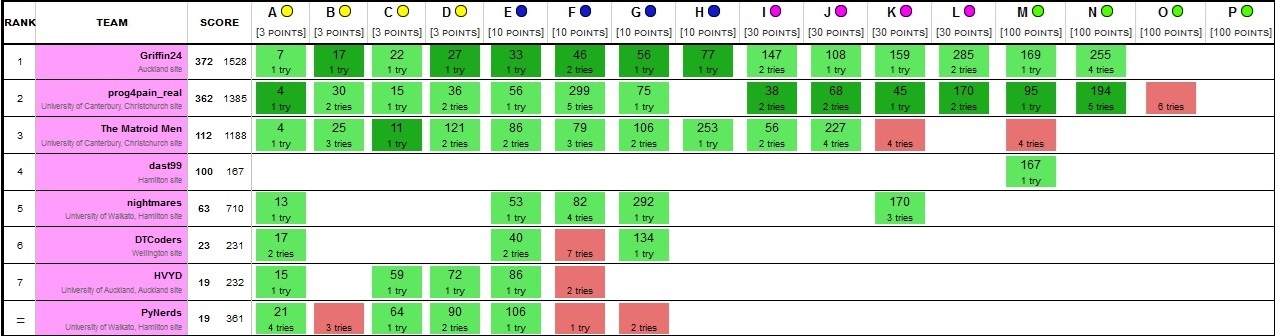 RANK TEAM SCORE A B C D E F G H I J K L M N O P
[3 POINTS] [3 POINTS] [3 POINTS] [3 POINTS] [10 POINTS] [10 POINTS] [10 POINTS] [10 POINTS] [30 POINTS] [30 POINTS] [30 POINTS] [30 POINTS] [100 POINTS] [100 POINTS] [100 POINTS] [100 POINTS]
1 Griffin24 372 1528 7 17 22 27 33 46 56 77 147 108 159 285 169 255
Auckland site 1 try 1 try 1 try 1 try 1 try 2 tries 1 try 1 try 2 tries 1 try 1 try 2 tries 1 try 4 tries
2 prog4pain_real 362 1385 4 30 15 36 56 299 75 38 68 45 170 95 194
University of Canterbury, Christchurch site 1 try 2 tries 1 try 2 tries 1 try 5 tries 1 try 2 tries 2 tries 1 try 2 tries 1 try 5 tries 6 tries
3 The Matroid Men 112 1188 4 25 11 121 86 79 106 253 56 227
University of Canterbury, Christchurch site 1 try 3 tries 1 try 2 tries 2 tries 3 tries 2 tries 1 try 2 tries 4 tries 4 tries 4 tries
4 dast99 100 167 167
Hamilton site 1 try
5 nightmares 63 710 13 53 82 292 170
University of Waikato, Hamilton site 1 try 1 try 4 tries 1 try 3 tries
6 DTCoders 23 231 17 40 134
Wellington site 2 tries 2 tries 7 tries 1 try
7 HVYD 19 232 15 59 72 86
University of Auckland, Auckland site 1 try 1 try 1 try 1 try 2 tries
= PyNerds 19 361 21 64 90 106
University of Waikato, Hamilton site 4 tries 3 tries 1 try 2 tries 1 try 1 try 2 tries